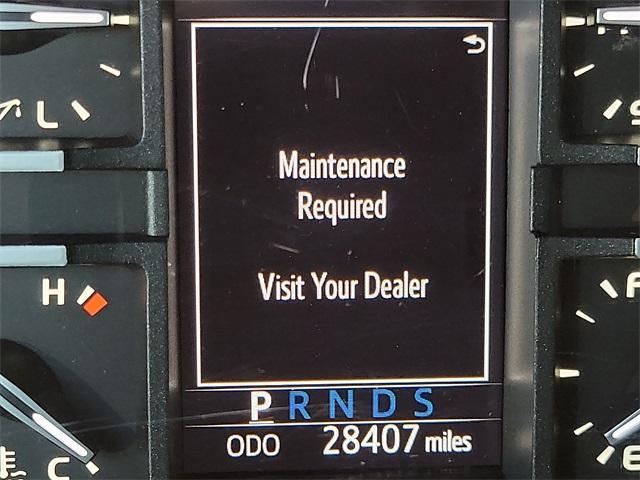 Maintenance
Required
Visit Your Dealer
L
H
C
F
E
P R N D S
ODO 28407 miles